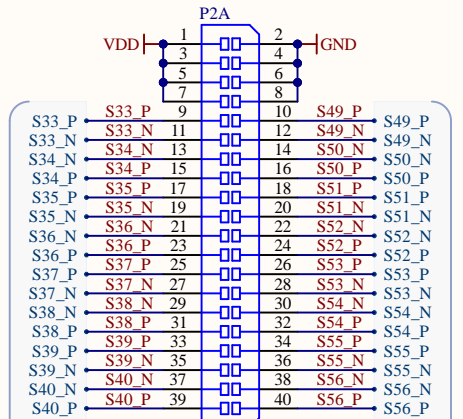 P2A
VDD 1 2 GND
3 4
5 6
7 8
S33_P S33_P 9 10 S49_P S49_P
S33_N S33_N 11 12 S49_N S49_N
S34_N S34_N 13 14 S50_N S50_N
S34_P S34_P 15 16 S50_P S50_P
S35_P S35_P 17 18 S51_P S51_P
S35_N S35_N 19 20 S51_N S51_N
S36_N S36_N 21 22 S52_N S52_N
S36_P S36_P 23 24 S52_P S52_P
S37_P S37_P 25 26 S53_P S53_P
S37_N S37_N 27 28 S53_N S53_N
S38_N S38_N 29 30 S54_N S54_N
S38_P S38_P 31 32 S54_P S54_P
S39_P S39_P 33 34 S55_P S55_P
S39_N S39_N 35 36 S55_N S55_N
S40_N S40_N 37 38 S56_N S56_N
S40_P S40_P 39 40 S56_P S56_P